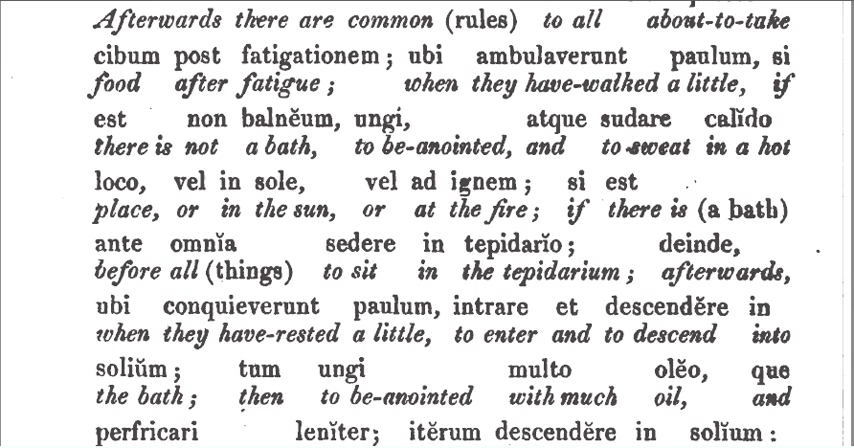 Afterwards there are common (rules) to all about-to-take
cibum post fatigationem; ubi ambulaverunt paulum, si
food after fatigue; when they have-walked a little, if
est non balnĕum, ungi, atque sudare calĭdo
there is not a bath, to be-anointed, and to sweat in a hot
loco, vel in sole, vel ad ignem; si est
place, or in the sun, or at the fire; if there is (a bath)
ante omnĭa sedere in tepidarĭo; deinde,
before all (things) to sit in the tepidarium; afterwards,
ubi conquieverunt paulum, intrare et descendĕre in
when they have-rested a little, to enter and to descend into
solĭum; tum ungi multo olĕo, que
the bath; then to be-anointed with much oil, and
perfricari lenĭter; itĕrum descendĕre in solĭum: